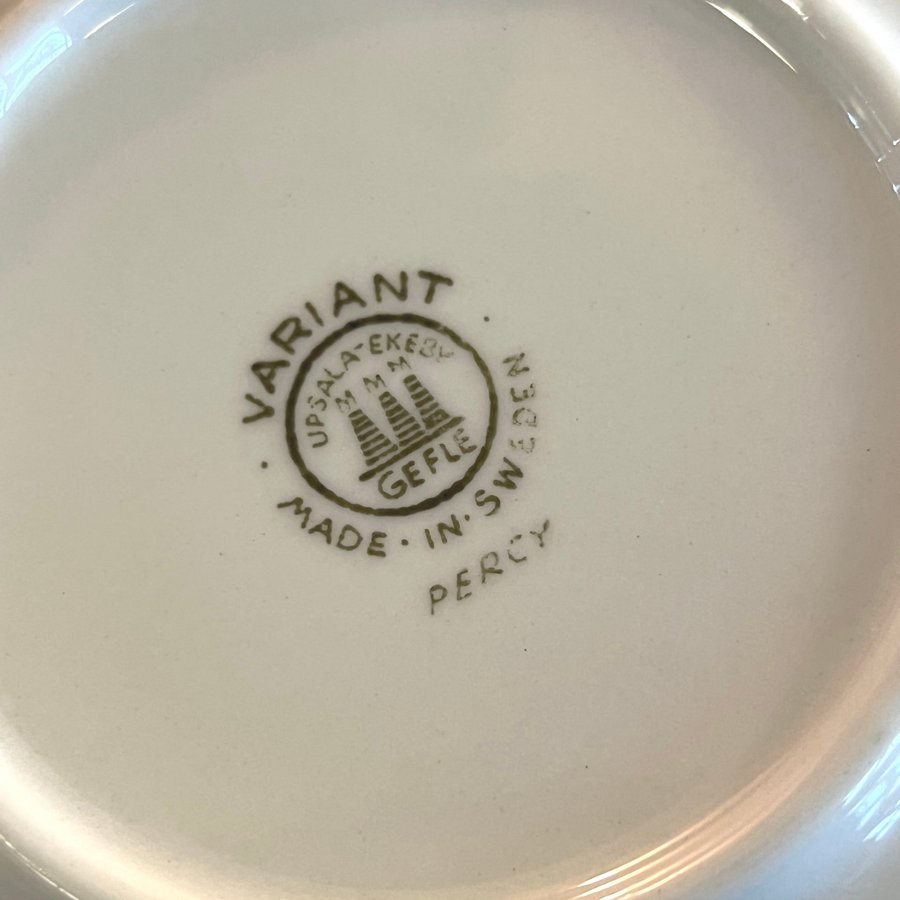 VARIANT
UPSALA-EKEBY
GEFLE
MADE·IN·SWEDEN
PERCY